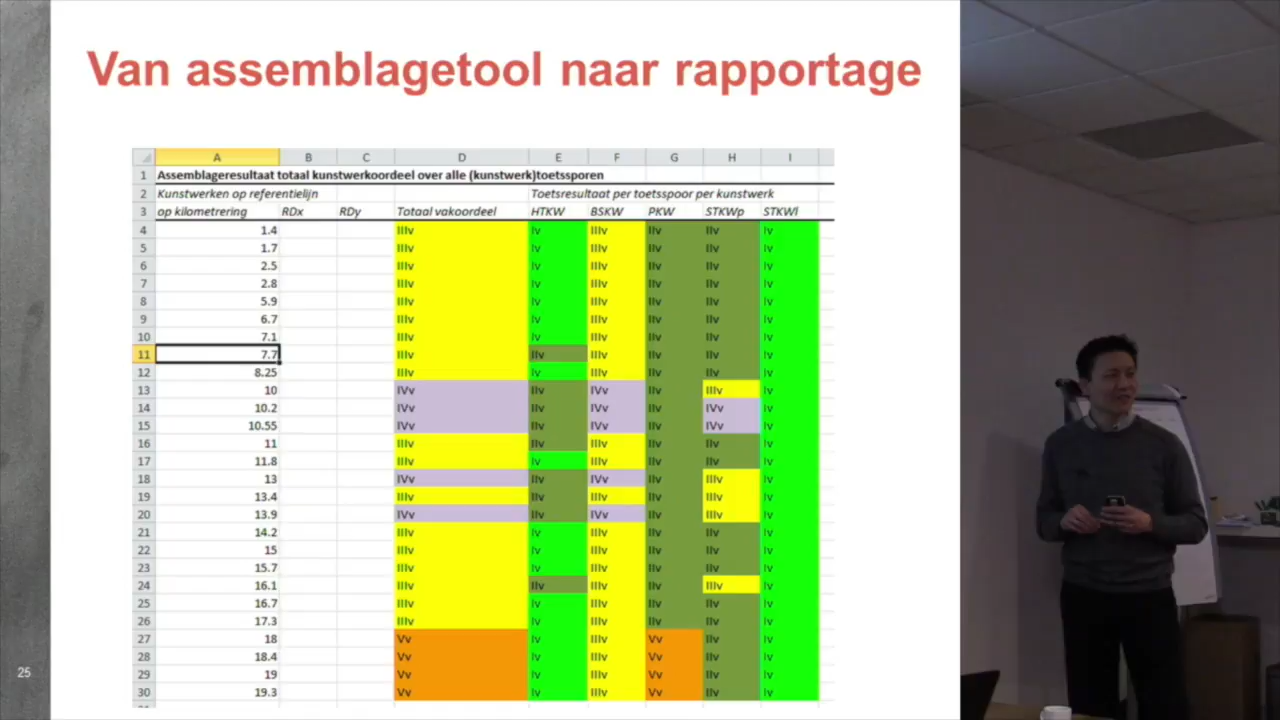 Van assemblagetool naar rapportage
A B C D E F G H I
1 Assemblageresultaat totaal kunstwerkoordeel over alle (kunstwerk)toetssporen
2 Kunstwerken op referentielijn Toetsresultaat per toetsspoor per kunstwerk
3 op kilometrering RDx RDy Totaal vakoordeel HTKW BSKW PKW STKWp STKWl
4 1.4 IIIv Iv IIIv IIv IIv Iv
5 1.7 IIIv Iv IIIv IIv IIv Iv
6 2.5 IIIv Iv IIIv IIv IIv Iv
7 2.8 IIIv Iv IIIv IIv IIv Iv
8 5.9 IIIv Iv IIIv IIv IIv Iv
9 6.7 IIIv Iv IIIv IIv IIv Iv
10 7.1 IIIv Iv IIIv IIv IIv Iv
11 7.7 IIIv IIv IIIv IIv IIv Iv
12 8.25 IIIv Iv IIIv IIv IIv Iv
13 10 IVv IIv IVv IIv IIIv Iv
14 10.2 IVv IIv IVv IIv IVv Iv
15 10.55 IVv IIv IVv IIv IVv Iv
16 11 IIIv IIv IIIv IIv IIv Iv
17 11.8 IIIv Iv IIIv IIv IIv Iv
18 13 IVv IIv IVv IIv IIIv Iv
19 13.4 IIIv IIv IIIv IIv IIIv Iv
20 13.9 IVv IIv IVv IIv IIIv Iv
21 14.2 IIIv Iv IIIv IIv IIv Iv
22 15 IIIv Iv IIIv IIv IIv Iv
23 15.7 IIIv Iv IIIv IIv IIv Iv
24 16.1 IIIv IIv IIIv IIv IIIv Iv
25 16.7 IIIv Iv IIIv IIv IIv Iv
26 17.3 IIIv Iv IIIv IIv IIv Iv
27 18 Vv Iv IIIv Vv IIv Iv
28 18.4 Vv Iv IIIv Vv IIv Iv
29 19 Vv Iv IIIv Vv IIv Iv
30 19.3 Vv Iv IIIv Vv IIv Iv
25